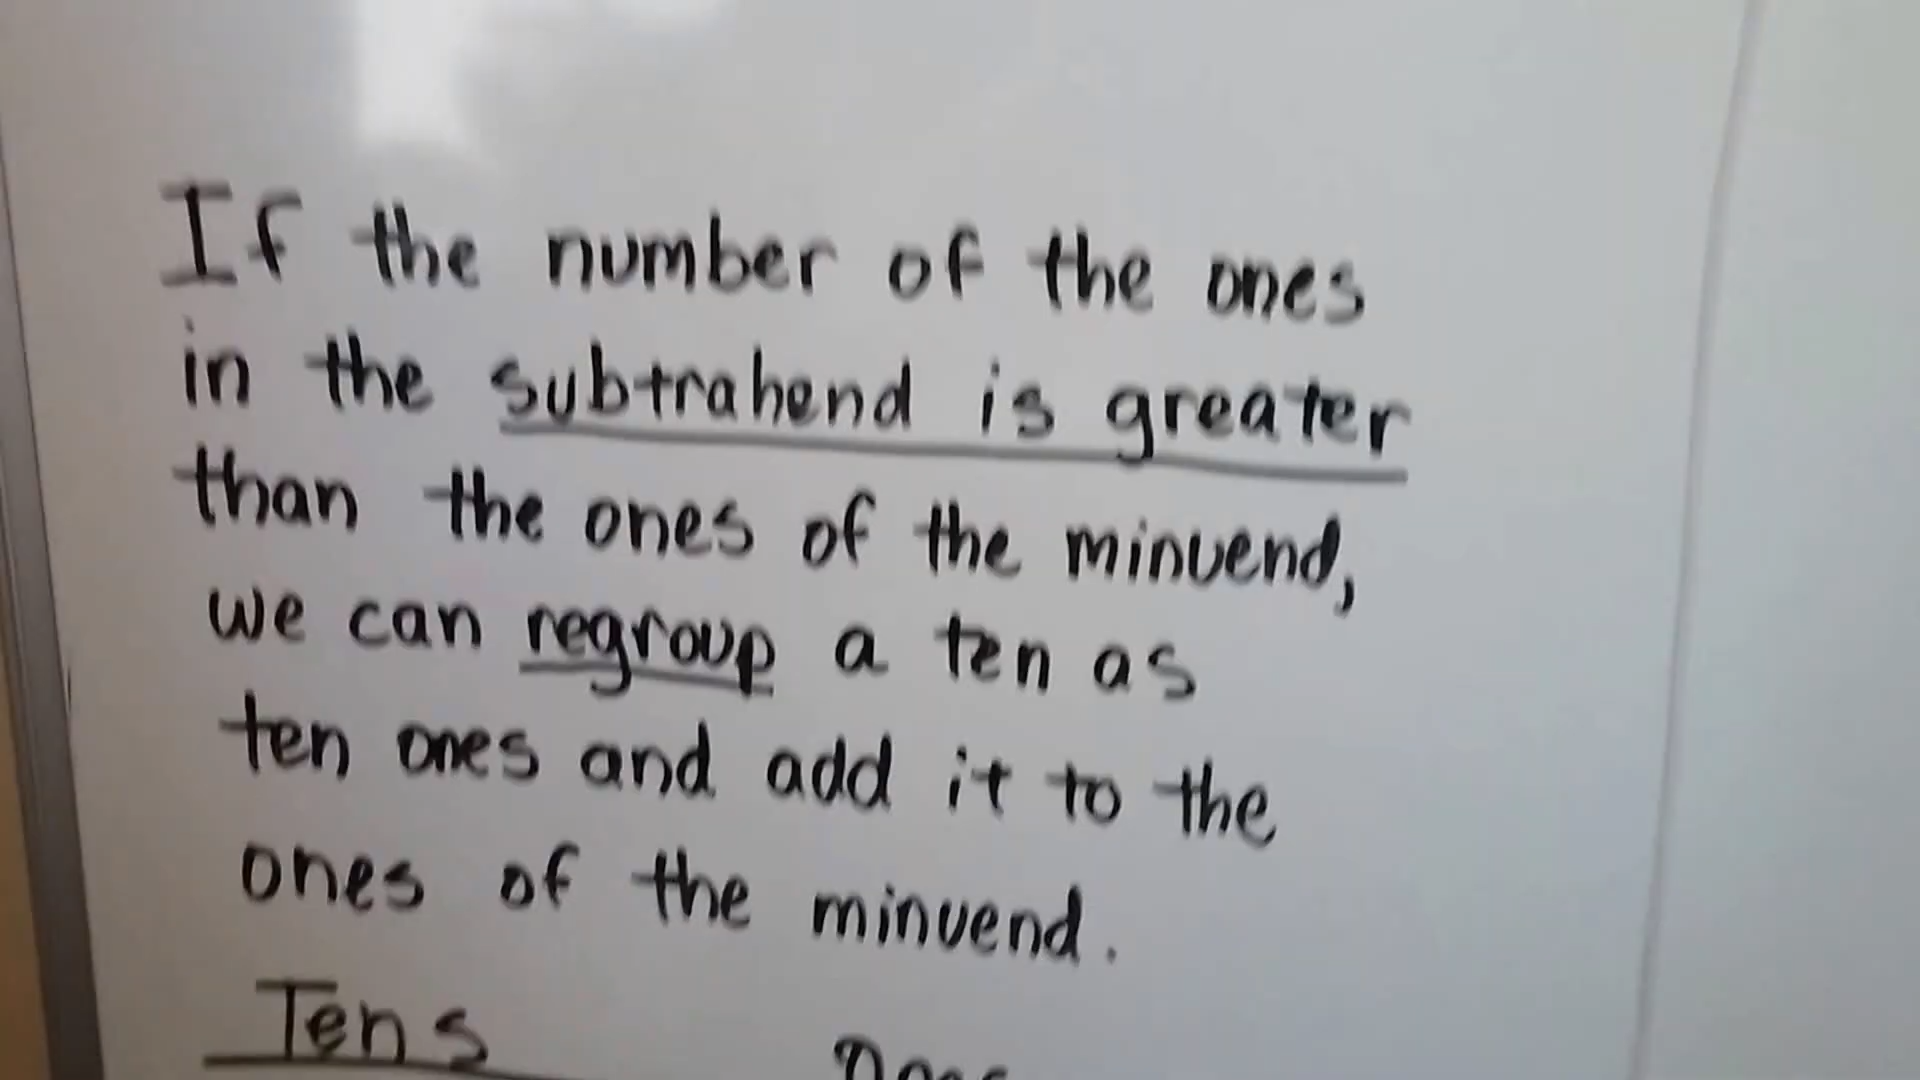 If the number of the ones
in the subtrahend is greater
than the ones of the minuend,
we can regroup a ten as
ten ones and add it to the
ones of the minuend.
Tens